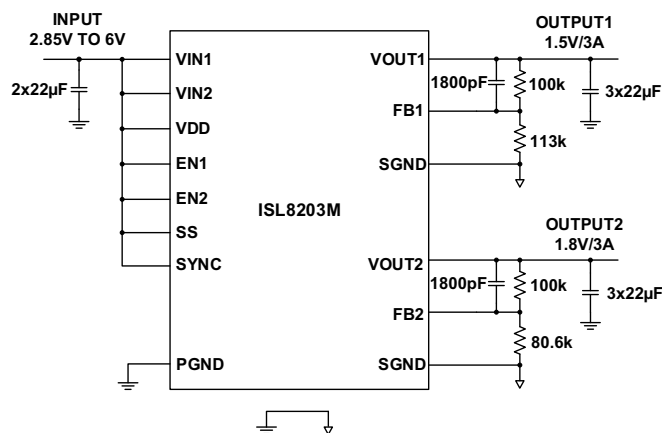 INPUT
2.85V TO 6V
2x22µF
VIN1
VIN2
VDD
EN1
EN2
SS
SYNC
PGND
ISL8203M
VOUT1
FB1
SGND
VOUT2
FB2
SGND
OUTPUT1
1.5V/3A
1800pF
100k
3x22µF
113k
OUTPUT2
1.8V/3A
1800pF
100k
3x22µF
80.6k